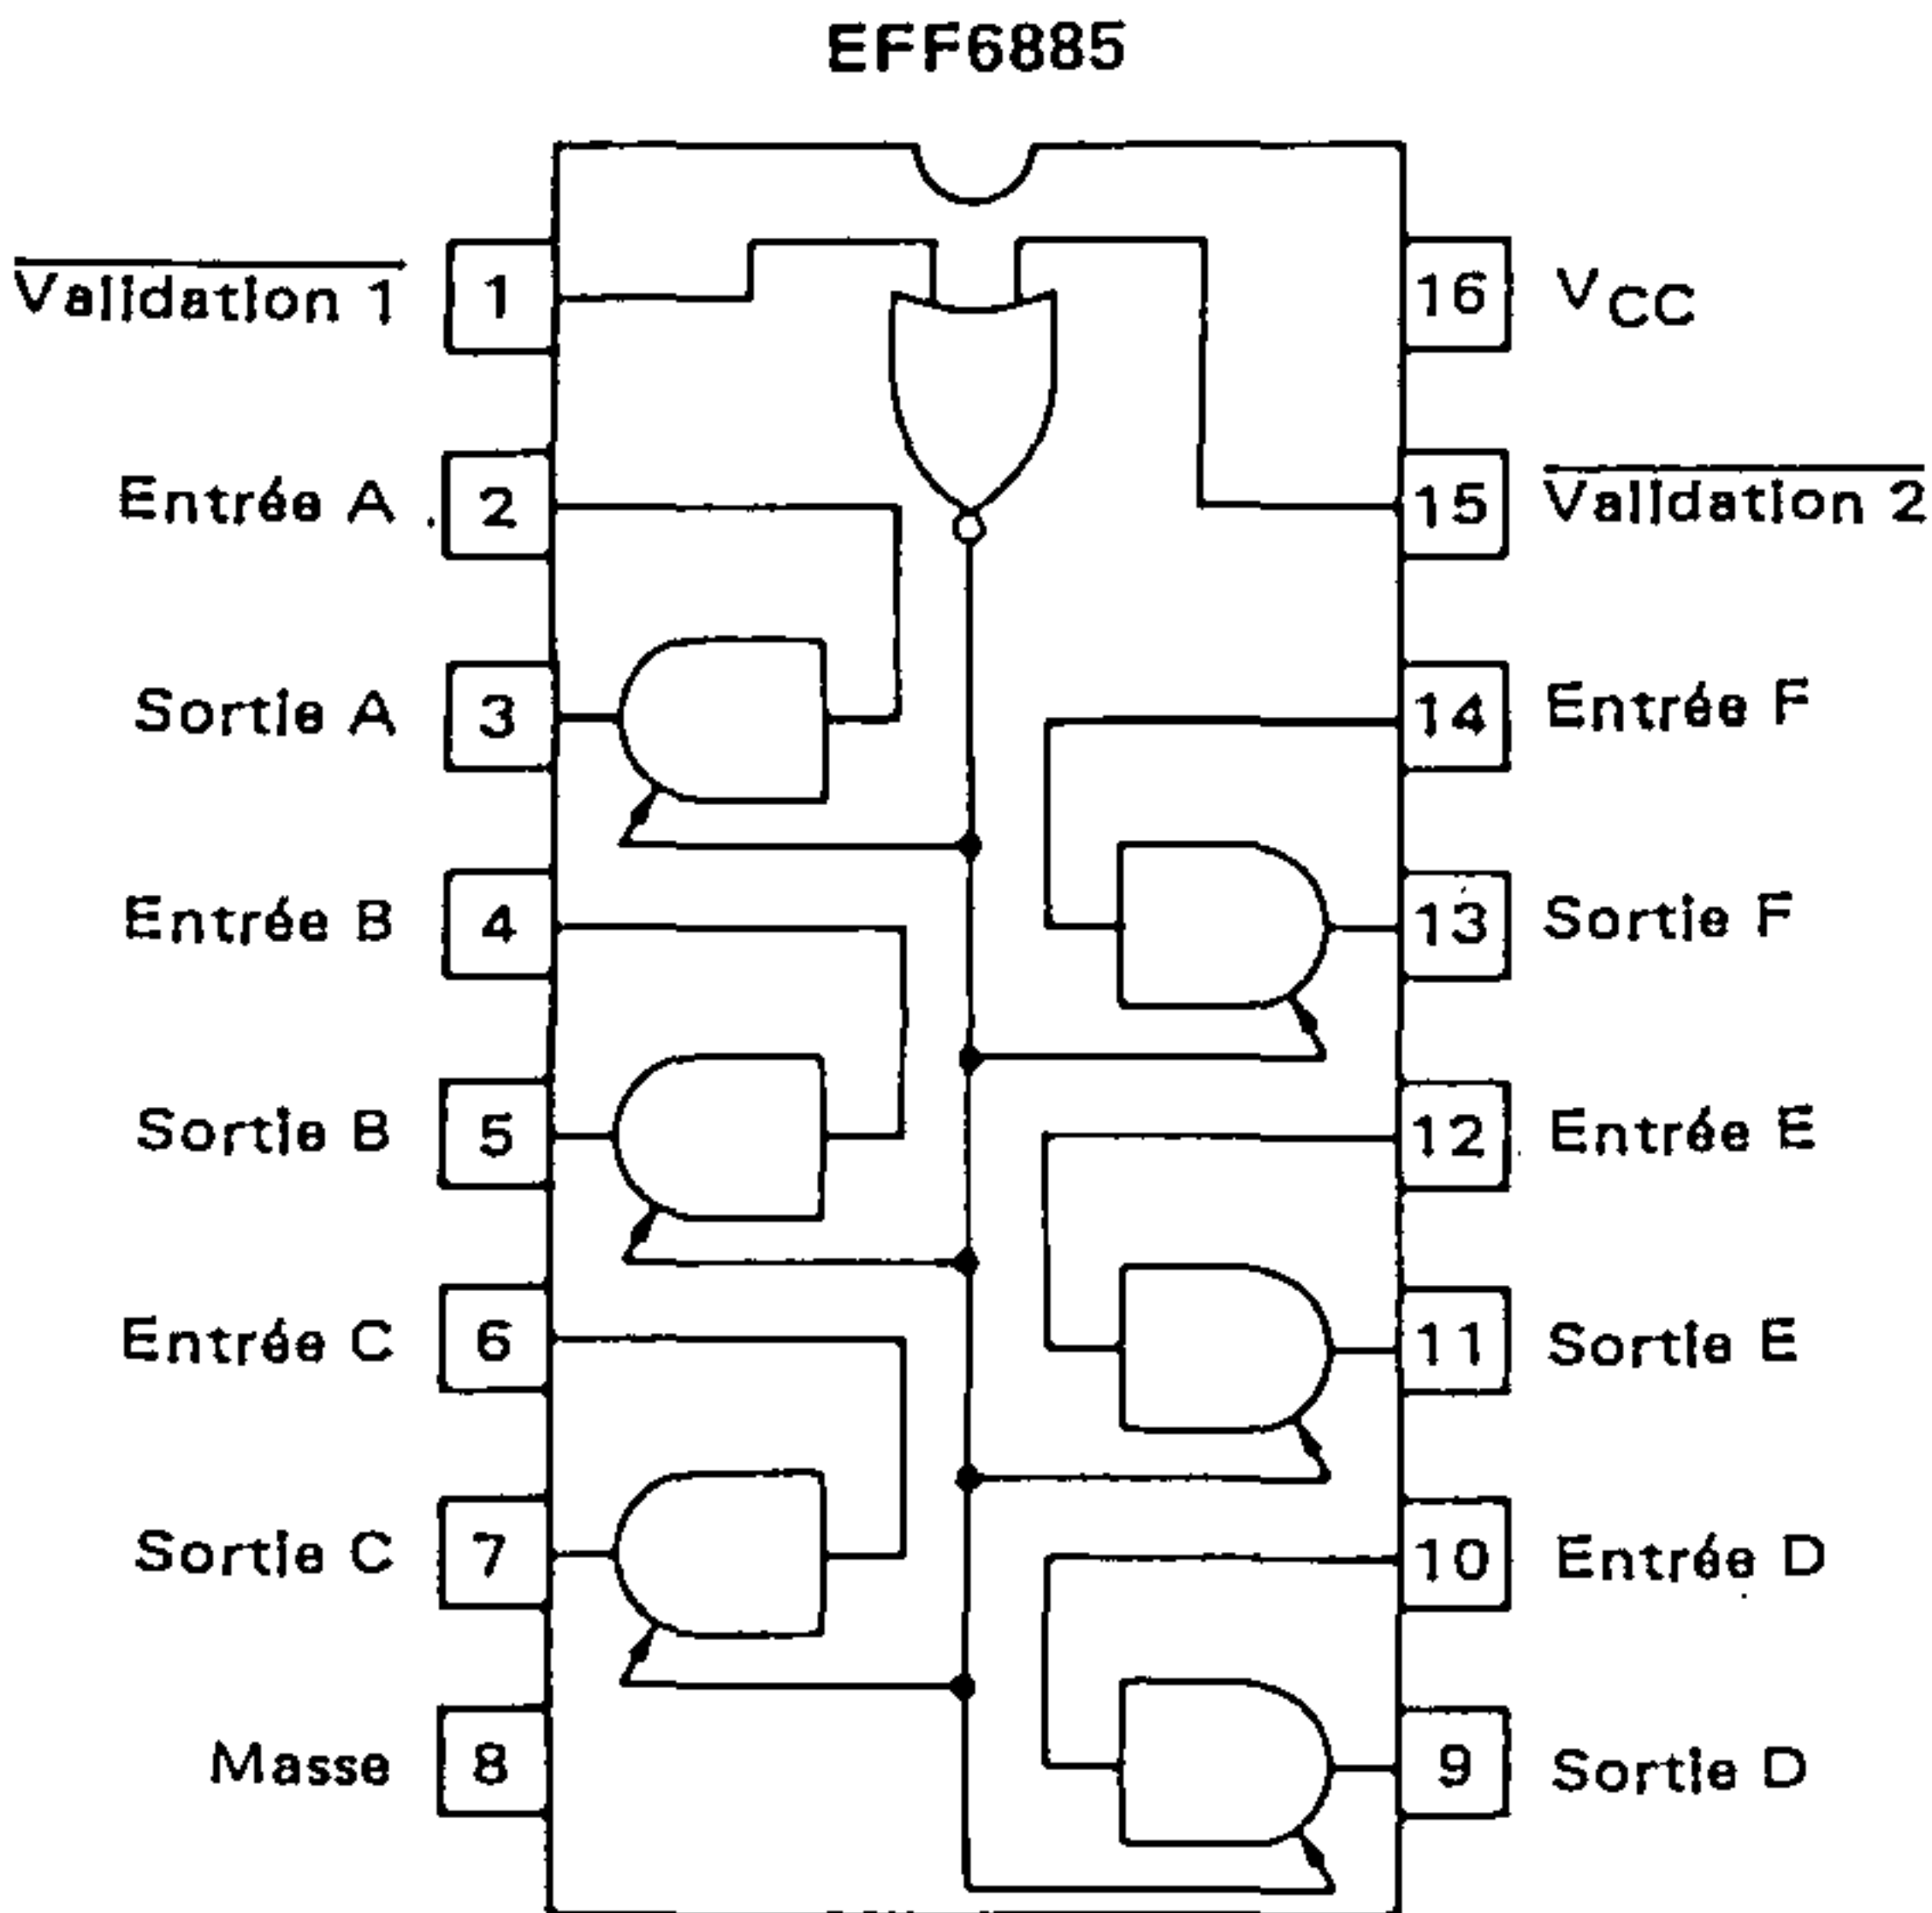 EFF6885
Validation 1 1 16 VCC
Entrée A 2 15 Validation 2
Sortie A 3 14 Entrée F
Entrée B 4 13 Sortie F
Sortie B 5 12 Entrée E
Entrée C 6 11 Sortie E
Sortie C 7 10 Entrée D
Masse 8 9 Sortie D